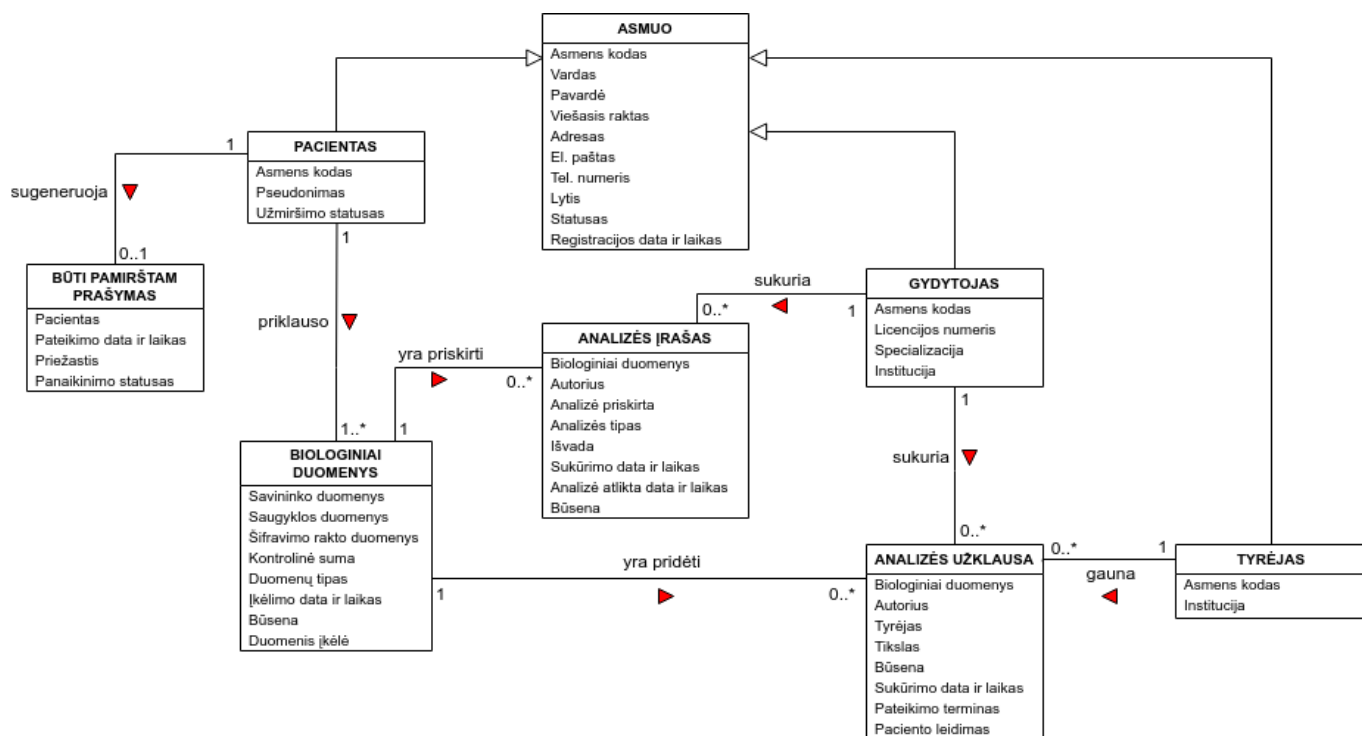 ASMUO
Asmens kodas
Vardas
Pavardė
Viešasis raktas
Adresas
El. paštas
Tel. numeris
Lytis
Statusas
Registracijos data ir laikas
PACIENTAS
Asmens kodas
Pseudonimas
Užmiršimo statusas
1
sugeneruoja
0..1
BŪTI PAMIRŠTAM
PRAŠYMAS
Pacientas
Pateikimo data ir laikas
Priežastis
Panaikinimo statusas
1
priklauso
1..*
sukuria
0..*
1
GYDYTOJAS
Asmens kodas
Licencijos numeris
Specializacija
Institucija
ANALIZĖS ĮRAŠAS
Biologiniai duomenys
Autorius
Analizė priskirta
Analizės tipas
Išvada
Sukūrimo data ir laikas
Analizė atlikta data ir laikas
Būsena
yra priskirti
0..*
1
BIOLOGINIAI
DUOMENYS
Savininko duomenys
Saugyklos duomenys
Šifravimo rakto duomenys
Kontrolinė suma
Duomenų tipas
Įkėlimo data ir laikas
Būsena
Duomenis įkėlė
1
sukuria
0..*
yra pridėti
1
0..*
ANALIZĖS UŽKLAUSA
Biologiniai duomenys
Autorius
Tyrėjas
Tikslas
Būsena
Sukūrimo data ir laikas
Pateikimo terminas
Paciento leidimas
0..*
1
gauna
TYRĖJAS
Asmens kodas
Institucija